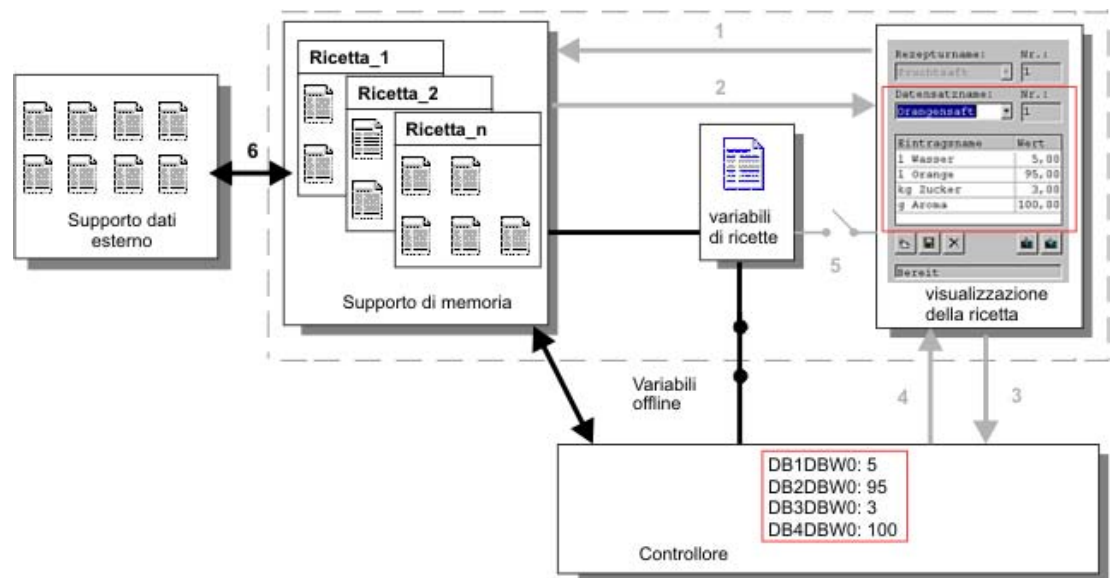 Supporto dati
esterno
6
Ricetta_1
Ricetta_2
Ricetta_n
Supporto di memoria
1
2
variabili
di ricette
5
Rezepturname: Nr.:
Fruchtsaft 1
Datensatzname: Nr.:
Orangensaft 1
Eintragsname Wert
l Wasser 5,00
l Orange 95,00
kg Zucker 3,00
g Aroma 100,00
Bereit
visualizzazione
della ricetta
Variabili
offline
4
3
DB1DBW0: 5
DB2DBW0: 95
DB3DBW0: 3
DB4DBW0: 100
Controllore